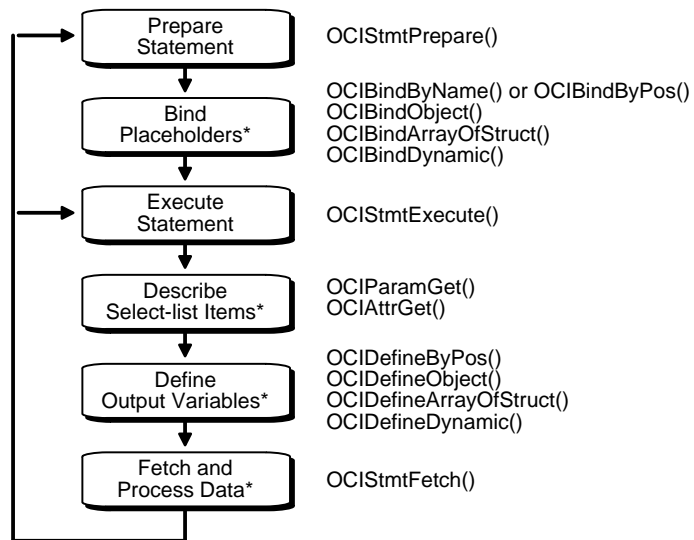 Prepare
Statement
OCIStmtPrepare()
Bind
Placeholders*
OCIBindByName() or OCIBindByPos()
OCIBindObject()
OCIBindArrayOfStruct()
OCIBindDynamic()
Execute
Statement
OCIStmtExecute()
Describe
Select-list Items*
OCIParamGet()
OCIAttrGet()
Define
Output Variables*
OCIDefineByPos()
OCIDefineObject()
OCIDefineArrayOfStruct()
OCIDefineDynamic()
Fetch and
Process Data*
OCIStmtFetch()